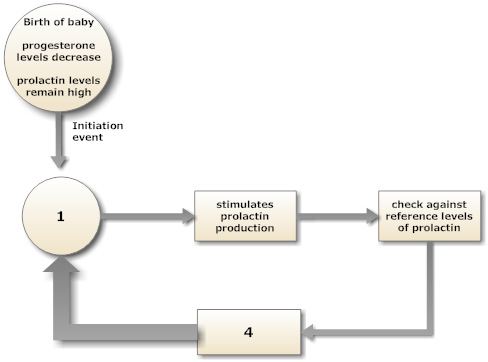 Birth of baby
progesterone
levels decrease
prolactin levels
remain high
Initiation
event
1
stimulates
prolactin
production
check against
reference levels
of prolactin
4